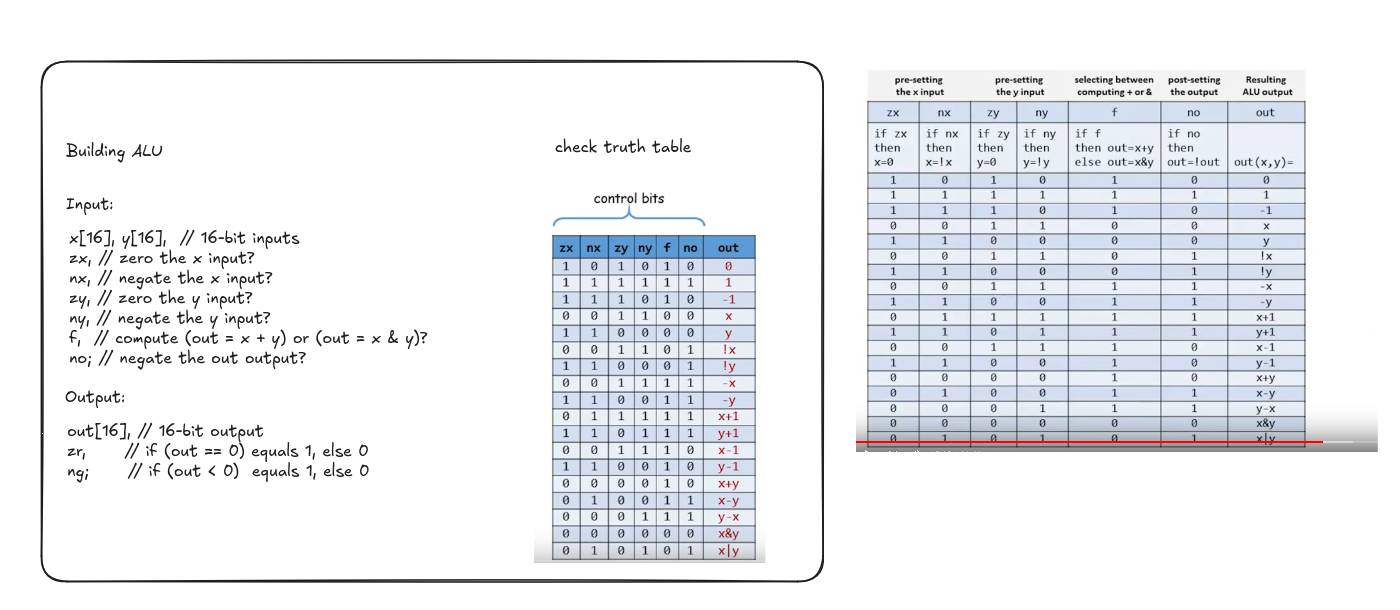 Building ALU
Input:
x[16], y[16], // 16-bit inputs
zx, // zero the x input?
nx, // negate the x input?
zy, // zero the y input?
ny, // negate the y input?
f, // compute (out = x + y) or (out = x & y)?
no; // negate the out output?
Output:
out[16], // 16-bit output
zr, // if (out == 0) equals 1, else 0
ng; // if (out < 0) equals 1, else 0
check truth table
control bits
zx nx zy ny f no out
1 0 1 0 1 0 0
1 1 1 1 1 1 1
1 1 1 0 1 0 -1
0 0 1 1 0 0 x
1 1 0 0 0 0 y
0 0 1 1 0 1 !x
1 1 0 0 0 1 !y
0 0 1 1 1 1 -x
1 1 0 0 1 1 -y
0 1 1 1 1 1 x+1
1 1 0 1 1 1 y+1
0 0 1 1 1 0 x-1
1 1 0 0 1 0 y-1
0 0 0 0 1 0 x+y
0 1 0 0 1 1 x-y
0 0 0 1 1 1 y-x
0 0 0 0 0 0 x&y
0 1 0 1 0 1 x|y
pre-setting pre-setting selecting between post-setting Resulting
the x input the y input computing + or & the output ALU output
zx nx zy ny f no out
if zx if nx if zy if ny if f if no
then then then then then out=x+y then
x=0 x=!x y=0 y=!y else out=x&y out=!out out(x,y)=
1 0 1 0 1 0 0
1 1 1 1 1 1 1
1 1 1 0 1 0 -1
0 0 1 1 0 0 x
1 1 0 0 0 0 y
0 0 1 1 0 1 !x
1 1 0 0 0 1 !y
0 0 1 1 1 1 -x
1 1 0 0 1 1 -y
0 1 1 1 1 1 x+1
1 1 0 1 1 1 y+1
0 0 1 1 1 0 x-1
1 1 0 0 1 0 y-1
0 0 0 0 1 0 x+y
0 1 0 0 1 1 x-y
0 0 0 1 1 1 y-x
0 0 0 0 0 0 x&y
0 1 0 1 0 1 x|y